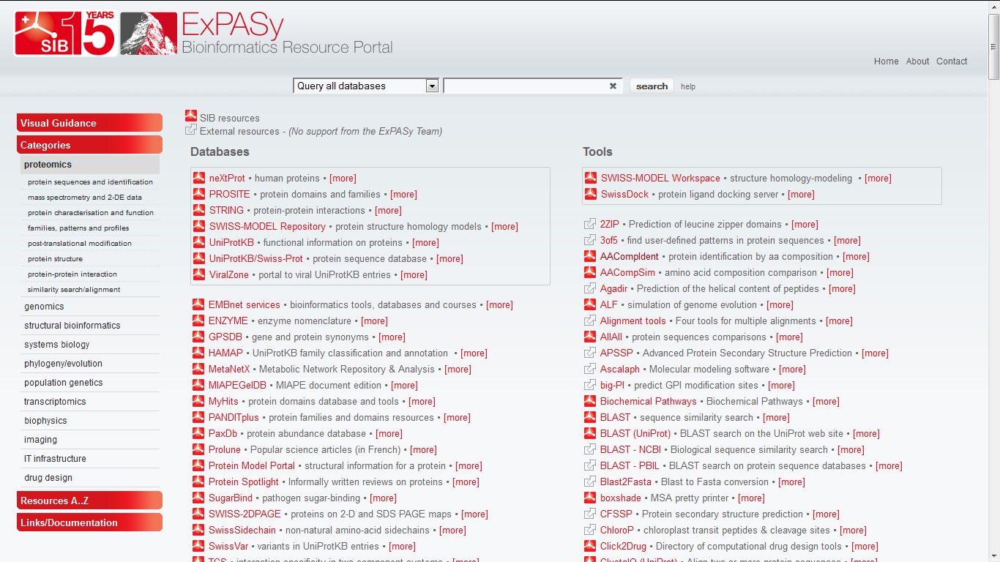 SIB 15 YEARS
ExPASy
Bioinformatics Resource Portal
Home About Contact
Query all databases search help
Visual Guidance
Categories
proteomics
protein sequences and identification
mass spectrometry and 2-DE data
protein characterisation and function
families, patterns and profiles
post-translational modification
protein structure
protein-protein interaction
similarity search/alignment
genomics
structural bioinformatics
systems biology
phylogeny/evolution
population genetics
transcriptomics
biophysics
imaging
IT infrastructure
drug design
Resources A..Z
Links/Documentation
SIB resources
External resources - (No support from the ExPASy Team)
Databases
neXtProt • human proteins • [more]
PROSITE • protein domains and families • [more]
STRING • protein-protein interactions • [more]
SWISS-MODEL Repository • protein structure homology models • [more]
UniProtKB • functional information on proteins • [more]
UniProtKB/Swiss-Prot • protein sequence database • [more]
ViralZone • portal to viral UniProtKB entries • [more]
EMBnet services • bioinformatics tools, databases and courses • [more]
ENZYME • enzyme nomenclature • [more]
GPSDB • gene and protein synonyms • [more]
HAMAP • UniProtKB family classification and annotation • [more]
MetaNetX • Metabolic Network Repository & Analysis • [more]
MIAPEGelDB • MIAPE document edition • [more]
MyHits • protein domains database and tools • [more]
PANDITplus • protein families and domains resources • [more]
PaxDb • protein abundance database • [more]
Prolune • Popular science articles (in French) • [more]
Protein Model Portal • structural information for a protein • [more]
Protein Spotlight • Informally written reviews on proteins • [more]
SugarBind • pathogen sugar-binding • [more]
SWISS-2DPAGE • proteins on 2-D and SDS PAGE maps • [more]
SwissSidechain • non-natural amino-acid sidechains • [more]
SwissVar • variants in UniProtKB entries • [more]
TCS • interaction specificity in two component systems • [more]
Tools
SWISS-MODEL Workspace • structure homology-modeling • [more]
SwissDock • protein ligand docking server • [more]
2ZIP • Prediction of leucine zipper domains • [more]
3of5 • find user-defined patterns in protein sequences • [more]
AACompIdent • protein identification by aa composition • [more]
AACompSim • amino acid composition comparison • [more]
Agadir • Prediction of the helical content of peptides • [more]
ALF • simulation of genome evolution • [more]
Alignment tools • Four tools for multiple alignments • [more]
AllAll • protein sequences comparisons • [more]
APSSP • Advanced Protein Secondary Structure Prediction • [more]
Ascalaph • Molecular modeling software • [more]
big-PI • predict GPI modification sites • [more]
Biochemical Pathways • Biochemical Pathways • [more]
BLAST • sequence similarity search • [more]
BLAST (UniProt) • BLAST search on the UniProt web site • [more]
BLAST - NCBI • Biological sequence similarity search • [more]
BLAST - PBIL • BLAST search on protein sequence databases • [more]
Blast2Fasta • Blast to Fasta conversion • [more]
boxshade • MSA pretty printer • [more]
CFSSP • Protein secondary structure prediction • [more]
ChloroP • chloroplast transit peptides & cleavage sites • [more]
Click2Drug • Directory of computational drug design tools • [more]
ClustalO (UniProt) • Align two or more protein sequences • [more]